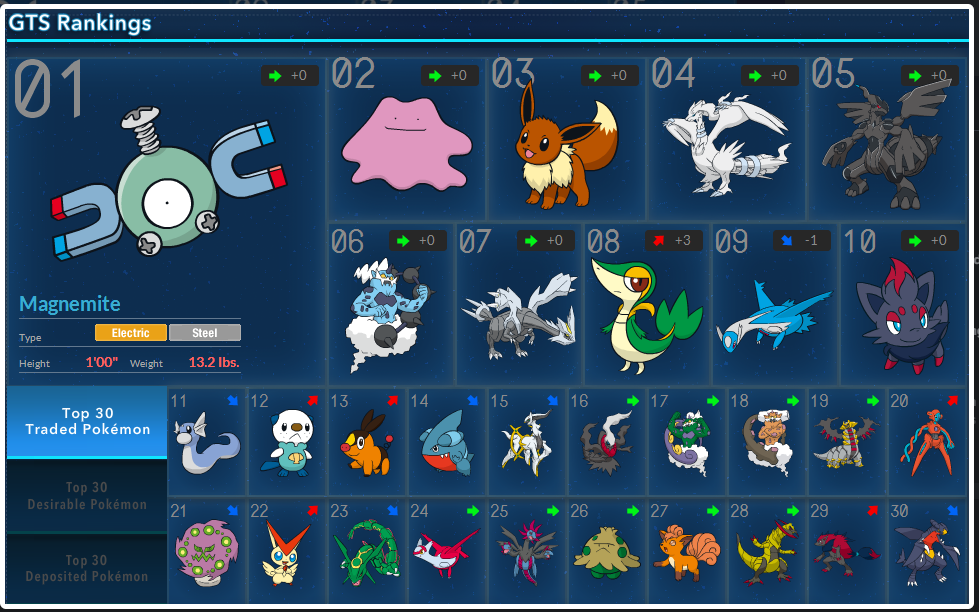 GTS Rankings
01 +0
02 +0
03 +0
04 +0
05 +0
06 +0
07 +0
08 +3
09 -1
10 +0
Magnemite
Type Electric Steel
Height 1'00" Weight 13.2 lbs.
Top 30
Traded Pokémon
Top 30
Desirable Pokémon
Top 30
Deposited Pokémon
11 12 13 14 15 16 17 18 19 20
21 22 23 24 25 26 27 28 29 30